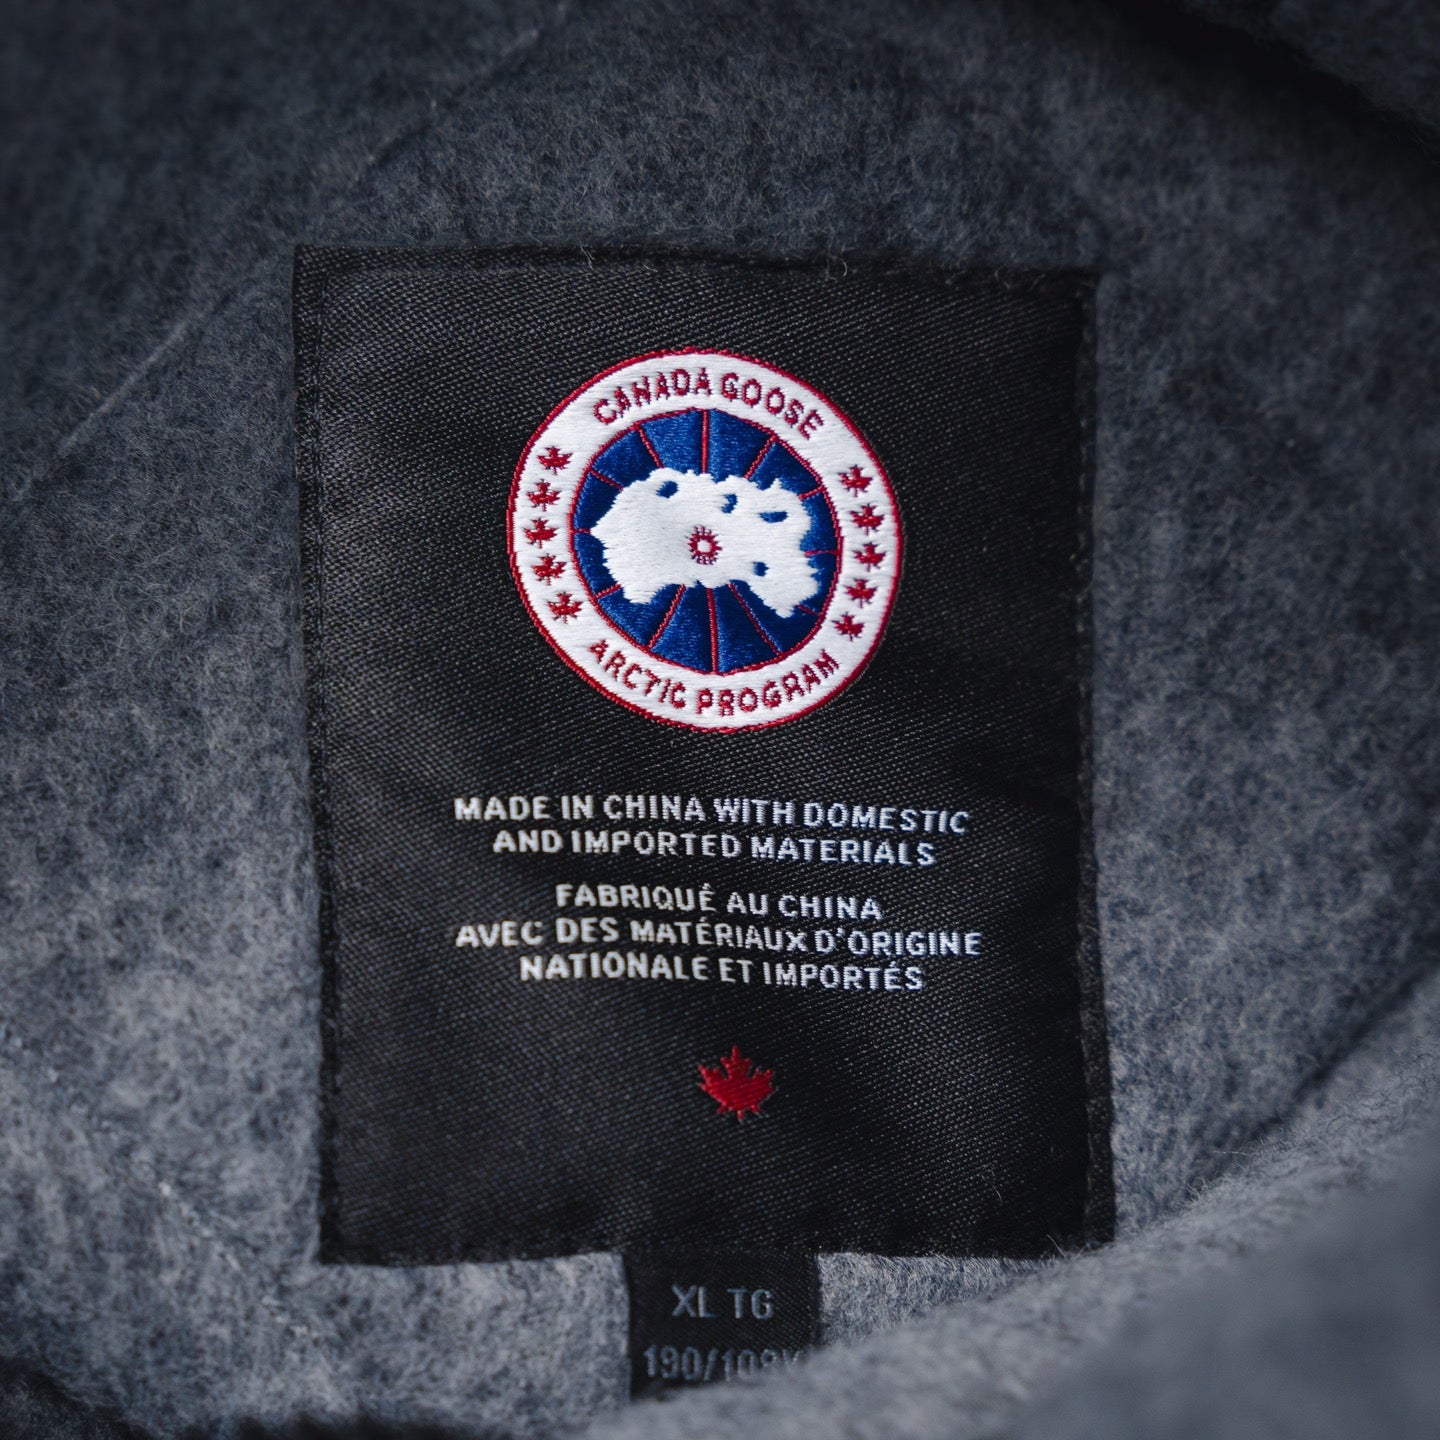 CANADA GOOSE
ARCTIC PROGRAM
MADE IN CHINA WITH DOMESTIC
AND IMPORTED MATERIALS
FABRIQUÉ AU CHINA
AVEC DES MATÉRIAUX D'ORIGINE
NATIONALE ET IMPORTÉS
XL TG